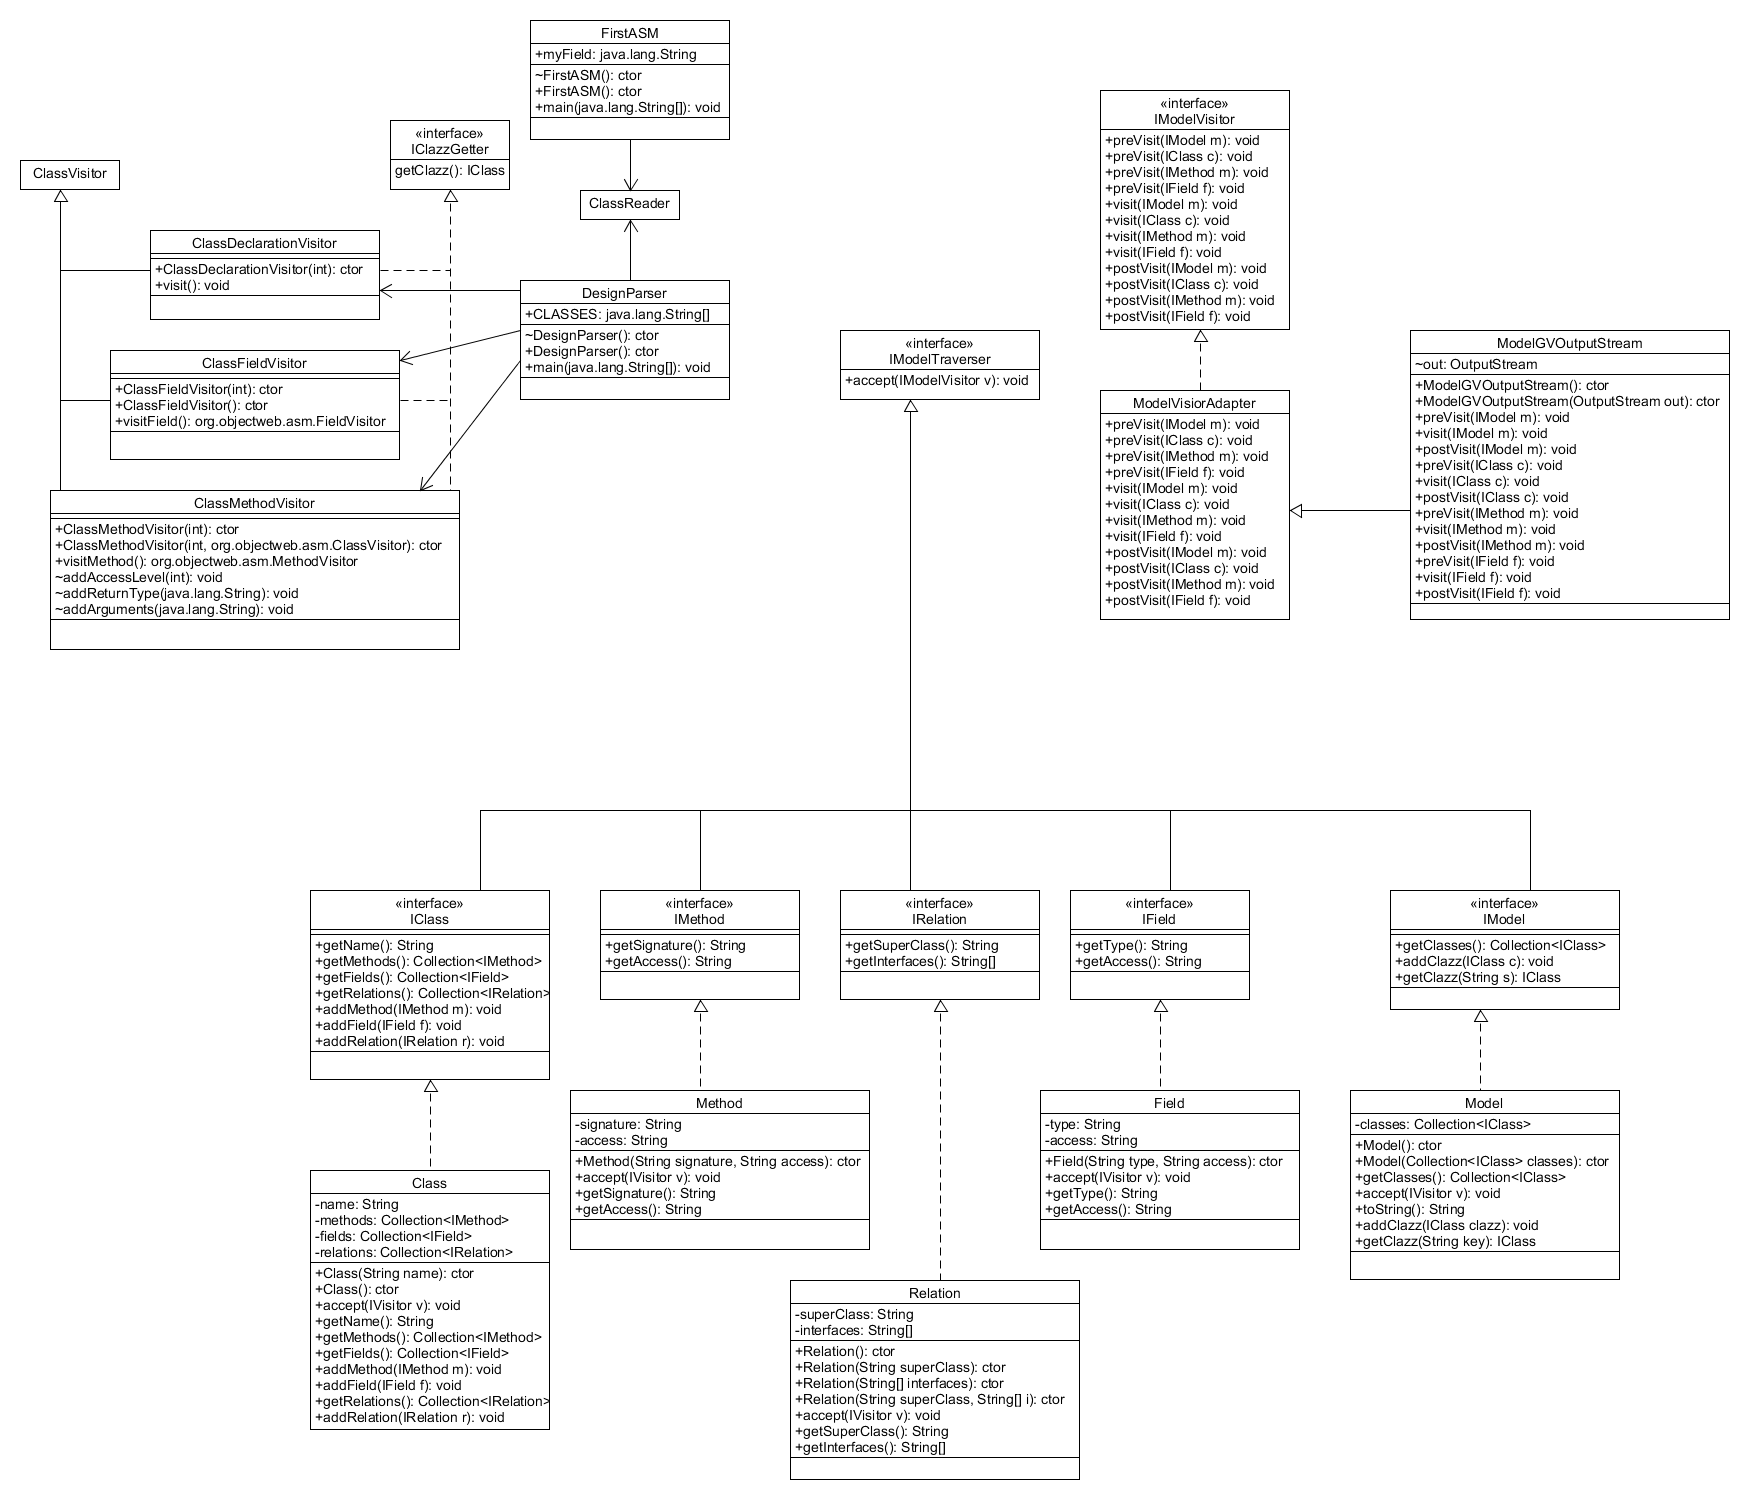 FirstASM
+myField: java.lang.String
~FirstASM(): ctor
+FirstASM(): ctor
+main(java.lang.String[]): void
«interface»
IClazzGetter
getClazz(): IClass
ClassVisitor
ClassReader
ClassDeclarationVisitor
+ClassDeclarationVisitor(int): ctor
+visit(): void
DesignParser
+CLASSES: java.lang.String[]
~DesignParser(): ctor
+DesignParser(): ctor
+main(java.lang.String[]): void
ClassFieldVisitor
+ClassFieldVisitor(int): ctor
+ClassFieldVisitor(): ctor
+visitField(): org.objectweb.asm.FieldVisitor
ClassMethodVisitor
+ClassMethodVisitor(int): ctor
+ClassMethodVisitor(int, org.objectweb.asm.ClassVisitor): ctor
+visitMethod(): org.objectweb.asm.MethodVisitor
~addAccessLevel(int): void
~addReturnType(java.lang.String): void
~addArguments(java.lang.String): void
«interface»
IModelVisitor
+preVisit(IModel m): void
+preVisit(IClass c): void
+preVisit(IMethod m): void
+preVisit(IField f): void
+visit(IModel m): void
+visit(IClass c): void
+visit(IMethod m): void
+visit(IField f): void
+postVisit(IModel m): void
+postVisit(IClass c): void
+postVisit(IMethod m): void
+postVisit(IField f): void
«interface»
IModelTraverser
+accept(IModelVisitor v): void
ModelVisiorAdapter
+preVisit(IModel m): void
+preVisit(IClass c): void
+preVisit(IMethod m): void
+preVisit(IField f): void
+visit(IModel m): void
+visit(IClass c): void
+visit(IMethod m): void
+visit(IField f): void
+postVisit(IModel m): void
+postVisit(IClass c): void
+postVisit(IMethod m): void
+postVisit(IField f): void
ModelGVOutputStream
~out: OutputStream
+ModelGVOutputStream(): ctor
+ModelGVOutputStream(OutputStream out): ctor
+preVisit(IModel m): void
+visit(IModel m): void
+postVisit(IModel m): void
+preVisit(IClass c): void
+visit(IClass c): void
+postVisit(IClass c): void
+preVisit(IMethod m): void
+visit(IMethod m): void
+postVisit(IMethod m): void
+preVisit(IField f): void
+visit(IField f): void
+postVisit(IField f): void
«interface»
IClass
+getName(): String
+getMethods(): Collection<IMethod>
+getFields(): Collection<IField>
+getRelations(): Collection<IRelation>
+addMethod(IMethod m): void
+addField(IField f): void
+addRelation(IRelation r): void
«interface»
IMethod
+getSignature(): String
+getAccess(): String
«interface»
IRelation
+getSuperClass(): String
+getInterfaces(): String[]
«interface»
IField
+getType(): String
+getAccess(): String
«interface»
IModel
+getClasses(): Collection<IClass>
+addClazz(IClass c): void
+getClazz(String s): IClass
Class
-name: String
-methods: Collection<IMethod>
-fields: Collection<IField>
-relations: Collection<IRelation>
+Class(String name): ctor
+Class(): ctor
+accept(IVisitor v): void
+getName(): String
+getMethods(): Collection<IMethod>
+getFields(): Collection<IField>
+addMethod(IMethod m): void
+addField(IField f): void
+getRelations(): Collection<IRelation>
+addRelation(IRelation r): void
Method
-signature: String
-access: String
+Method(String signature, String access): ctor
+accept(IVisitor v): void
+getSignature(): String
+getAccess(): String
Relation
-superClass: String
-interfaces: String[]
+Relation(): ctor
+Relation(String superClass): ctor
+Relation(String[] interfaces): ctor
+Relation(String superClass, String[] i): ctor
+accept(IVisitor v): void
+getSuperClass(): String
+getInterfaces(): String[]
Field
-type: String
-access: String
+Field(String type, String access): ctor
+accept(IVisitor v): void
+getType(): String
+getAccess(): String
Model
-classes: Collection<IClass>
+Model(): ctor
+Model(Collection<IClass> classes): ctor
+getClasses(): Collection<IClass>
+accept(IVisitor v): void
+toString(): String
+addClazz(IClass clazz): void
+getClazz(String key): IClass